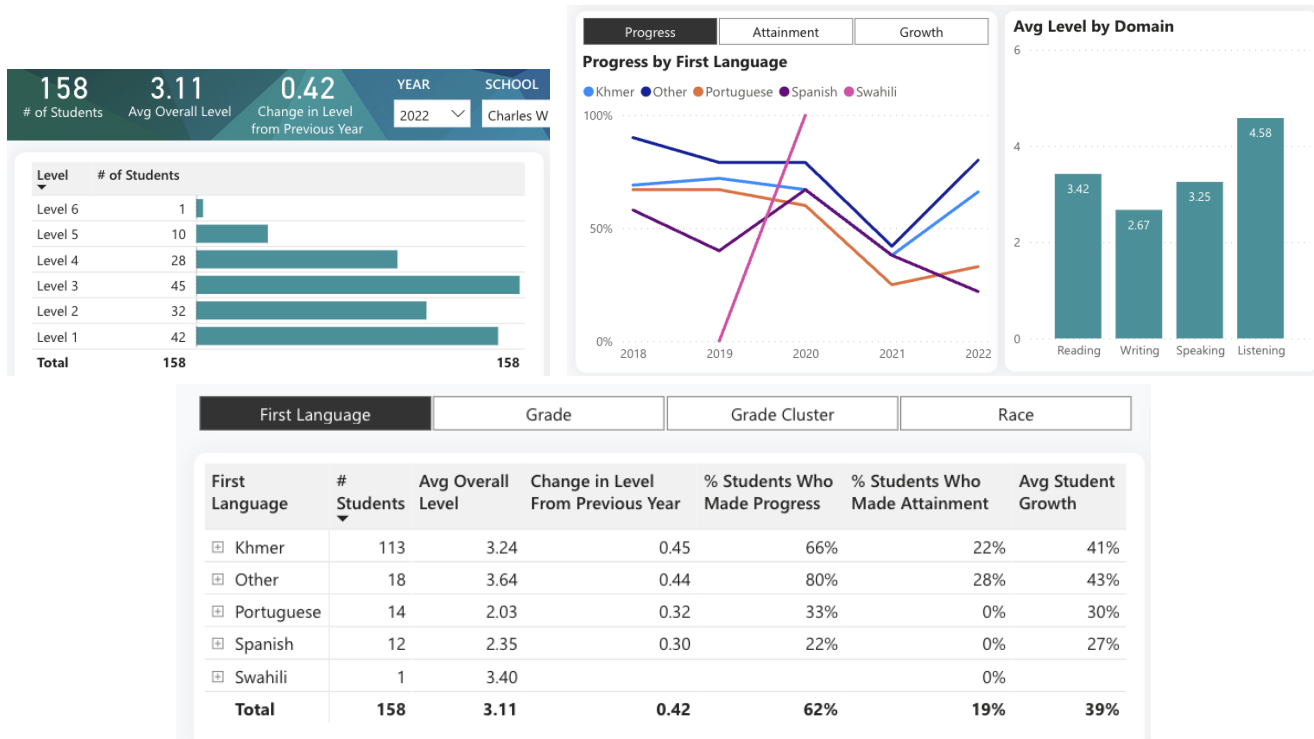 158 3.11 0.42 YEAR SCHOOL
# of Students Avg Overall Level Change in Level
from Previous Year
2022 Charles W
Level # of Students
Level 6 1
Level 5 10
Level 4 28
Level 3 45
Level 2 32
Level 1 42
Total 158 158
Progress Attainment Growth
Progress by First Language
Khmer Other Portuguese Spanish Swahili
100%
50%
0%
2018 2019 2020 2021 2022
Avg Level by Domain
6
4
2
0
3.42 2.67 3.25 4.58
Reading Writing Speaking Listening
First Language Grade Grade Cluster Race
First # Avg Overall Change in Level % Students Who % Students Who Avg Student
Language Students Level From Previous Year Made Progress Made Attainment Growth
Khmer 113 3.24 0.45 66% 22% 41%
Other 18 3.64 0.44 80% 28% 43%
Portuguese 14 2.03 0.32 33% 0% 30%
Spanish 12 2.35 0.30 22% 0% 27%
Swahili 1 3.40 0%
Total 158 3.11 0.42 62% 19% 39%